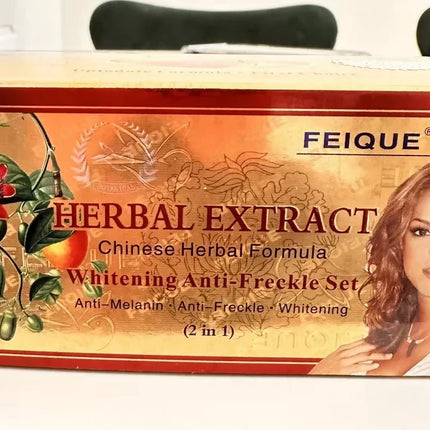 FEIQUE®
HERBAL EXTRACT
Chinese Herbal Formula
Whitening Anti-Freckle Set
Anti-Melanin · Anti-Freckle · Whitening
(2 in 1)